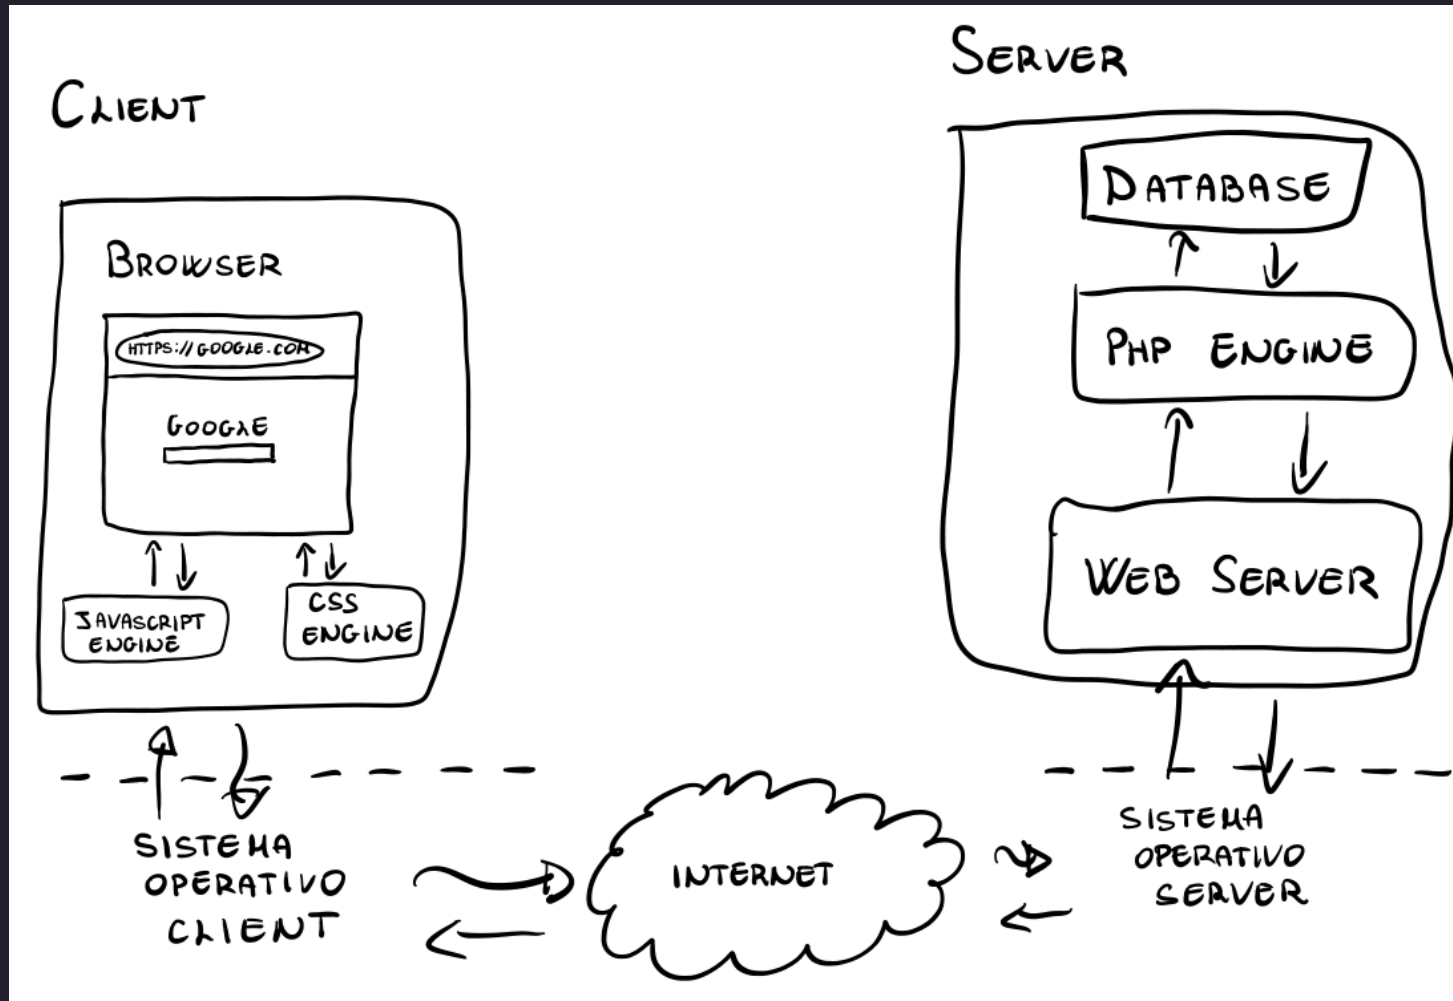 CLIENT
BROWSER
HTTPS://GOOGLE.COM
GOOGLE
JAVASCRIPT
ENGINE
CSS
ENGINE
SISTEMA
OPERATIVO
CLIENT
INTERNET
SERVER
DATABASE
PHP ENGINE
WEB SERVER
SISTEMA
OPERATIVO
SERVER